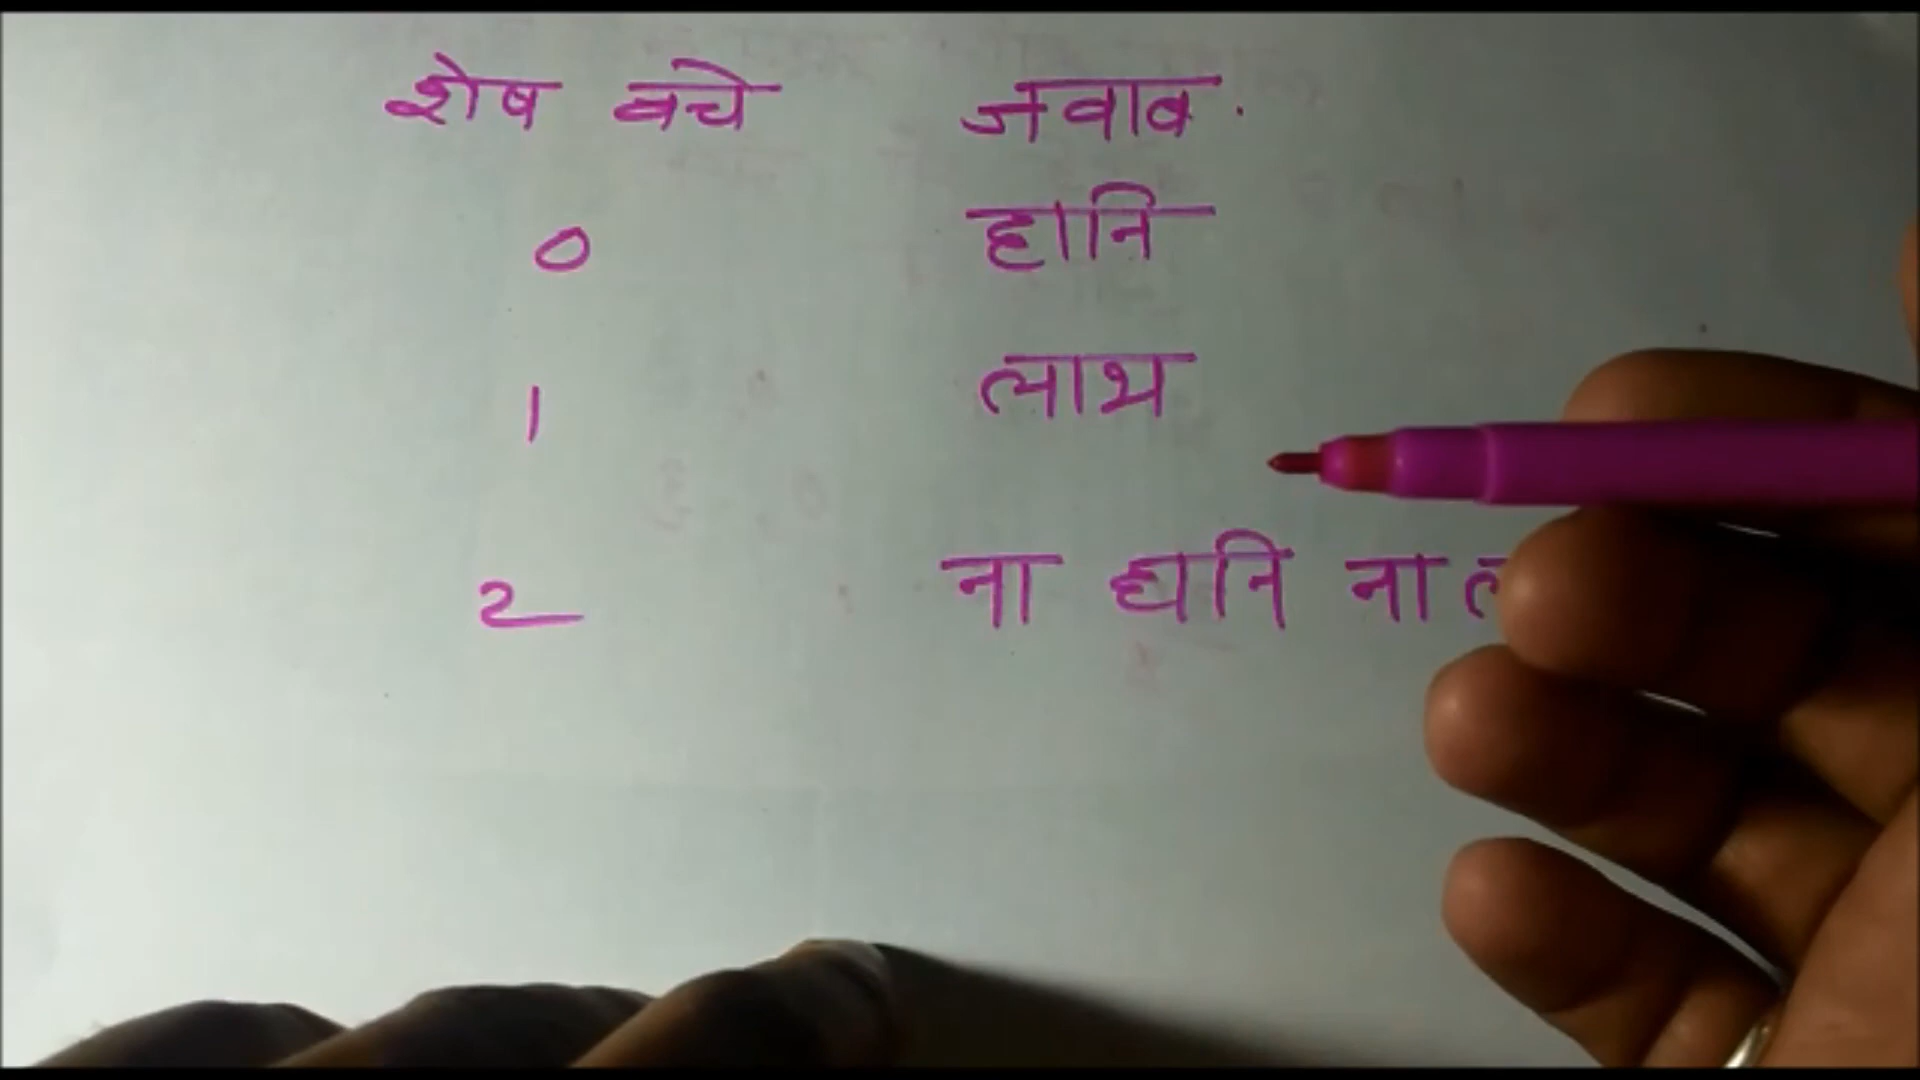 शेष बचे जवाब.
0 हानि
1 लाभ
2 ना हानि ना